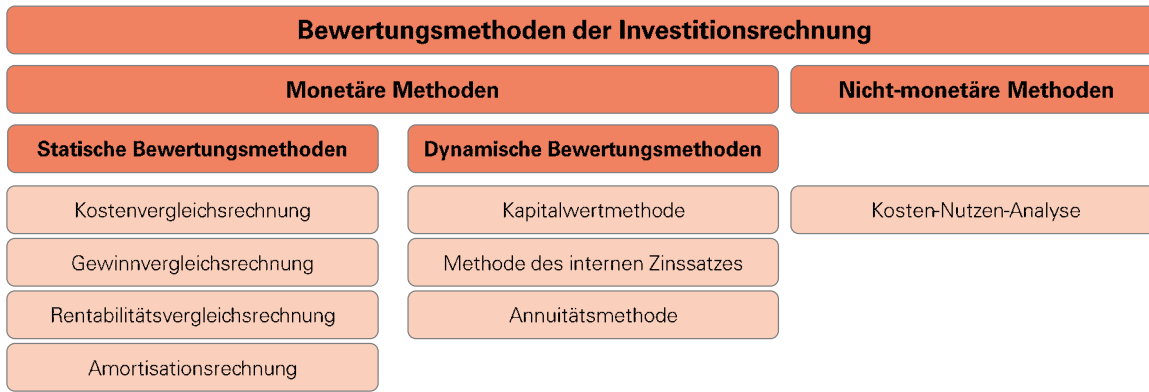 Bewertungsmethoden der Investitionsrechnung
Monetäre Methoden
Nicht-monetäre Methoden
Statische Bewertungsmethoden
Dynamische Bewertungsmethoden
Kostenvergleichsrechnung
Kapitalwertmethode
Kosten-Nutzen-Analyse
Gewinnvergleichsrechnung
Methode des internen Zinssatzes
Rentabilitätsvergleichsrechnung
Annuitätsmethode
Amortisationsrechnung